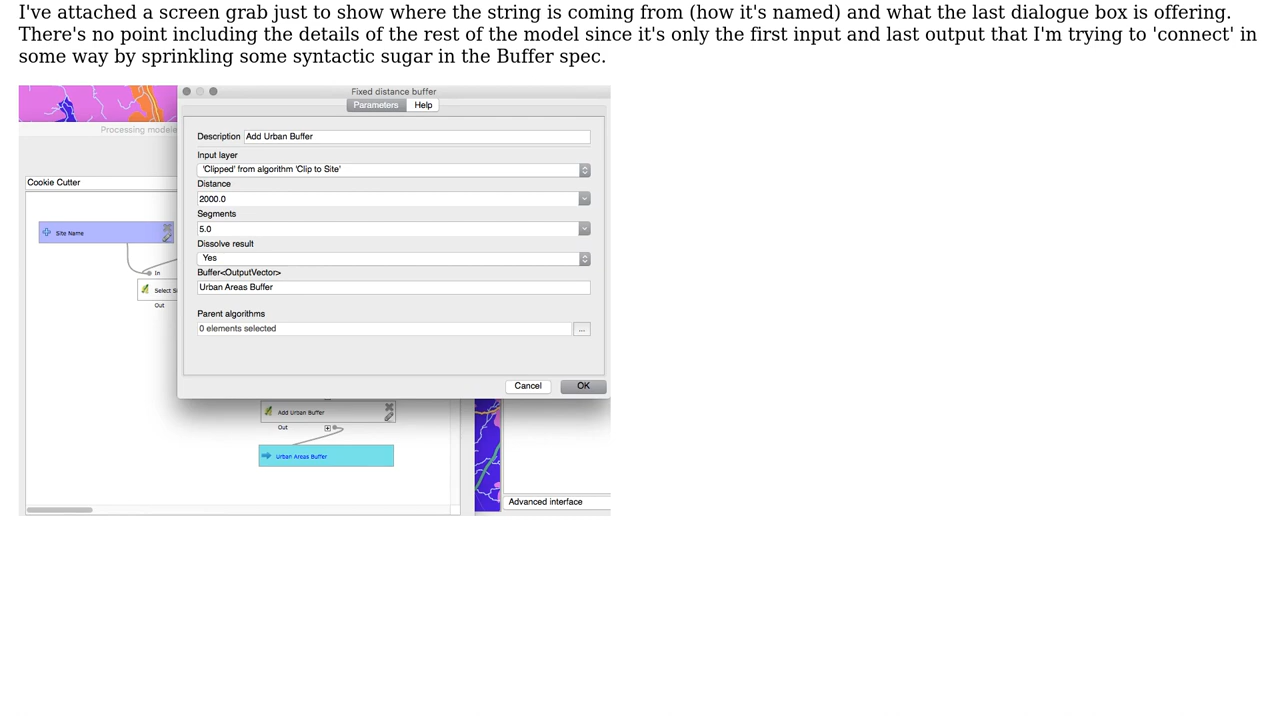 I've attached a screen grab just to show where the string is coming from (how it's named) and what the last dialogue box is offering.
There's no point including the details of the rest of the model since it's only the first input and last output that I'm trying to 'connect' in
some way by sprinkling some syntactic sugar in the Buffer spec.
Fixed distance buffer
Parameters Help
Processing modele
Description Add Urban Buffer
Input layer
'Clipped' from algorithm 'Clip to Site'
Cookie Cutter
Distance
2000.0
Segments
5.0
Site Name
Dissolve result
Yes
In
Buffer<OutputVector>
Urban Areas Buffer
Select Si
Out
Parent algorithms
0 elements selected
...
Cancel OK
Add Urban Buffer
Out
Urban Areas Buffer
Advanced interface